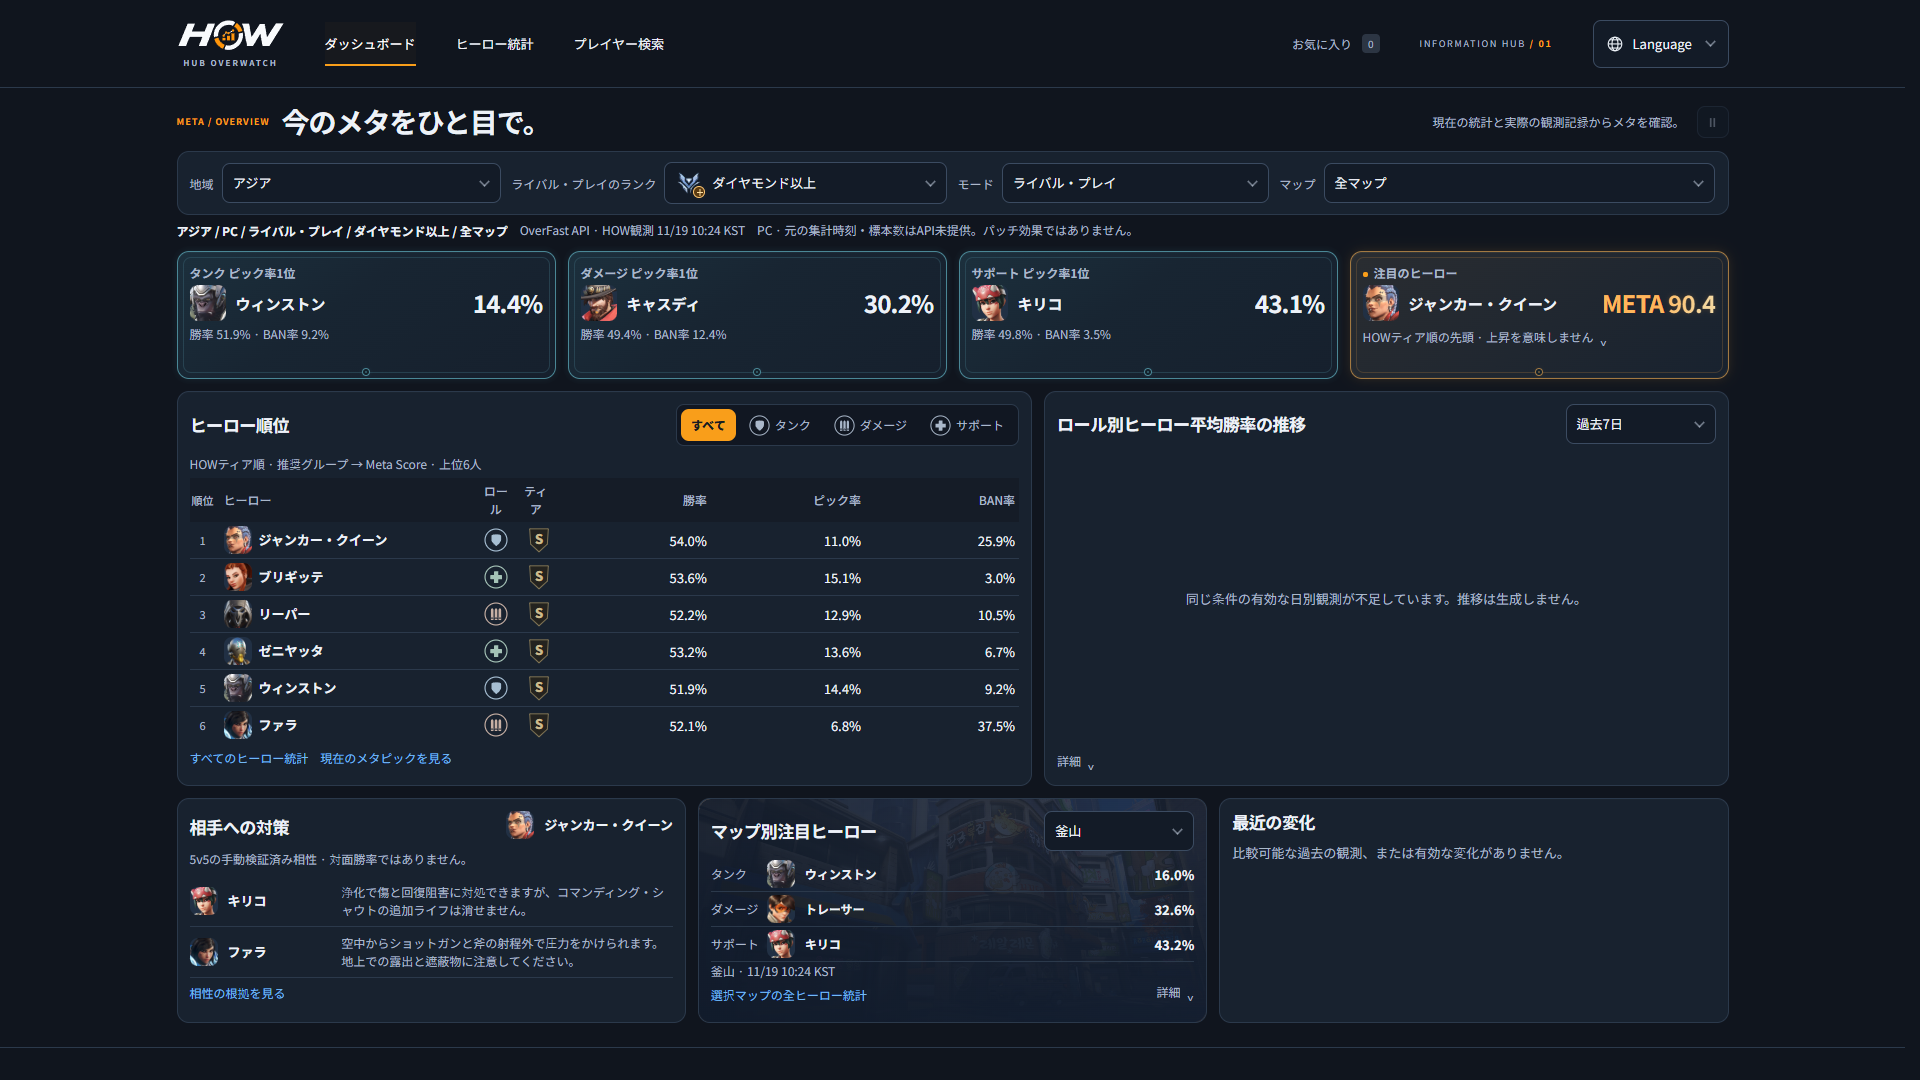 HOW
HUB OVERWATCH
ダッシュボード
ヒーロー統計
プレイヤー検索
お気に入り 0
INFORMATION HUB / 01
Language
META / OVERVIEW
今のメタをひと目で。
現在の統計と実際の観測記録からメタを確認。
地域 アジア
ライバル・プレイのランク ダイヤモンド以上
モード ライバル・プレイ
マップ 全マップ
アジア / PC / ライバル・プレイ / ダイヤモンド以上 / 全マップ OverFast API · HOW観測 11/19 10:24 KST PC · 元の集計時刻・標本数はAPI未提供。パッチ効果ではありません。
タンク ピック率1位
ウィンストン 14.4%
勝率 51.9% · BAN率 9.2%
ダメージ ピック率1位
キャスディ 30.2%
勝率 49.4% · BAN率 12.4%
サポート ピック率1位
キリコ 43.1%
勝率 49.8% · BAN率 3.5%
注目のヒーロー
ジャンカー・クイーン META 90.4
HOWティア順の先頭 · 上昇を意味しません
ヒーロー順位
すべて タンク ダメージ サポート
HOWティア順 · 推奨グループ → Meta Score · 上位6人
順位 ヒーロー ロール ティア 勝率 ピック率 BAN率
1 ジャンカー・クイーン S 54.0% 11.0% 25.9%
2 ブリギッテ S 53.6% 15.1% 3.0%
3 リーパー S 52.2% 12.9% 10.5%
4 ゼニヤッタ S 53.2% 13.6% 6.7%
5 ウィンストン S 51.9% 14.4% 9.2%
6 ファラ S 52.1% 6.8% 37.5%
すべてのヒーロー統計 現在のメタピックを見る
ロール別ヒーロー平均勝率の推移
過去7日
同じ条件の有効な日別観測が不足しています。推移は生成しません。
詳細
相手への対策
ジャンカー・クイーン
5v5の手動検証済み相性 · 対面勝率ではありません。
キリコ
浄化で傷と回復阻害に対処できますが、コマンディング・シ
ャウトの追加ライフは消せません。
ファラ
空中からショットガンと斧の射程外で圧力をかけられます。
地上での露出と遮蔽物に注意してください。
相性の根拠を見る
マップ別注目ヒーロー
釜山
タンク ウィンストン 16.0%
ダメージ トレーサー 32.6%
サポート キリコ 43.2%
釜山 · 11/19 10:24 KST
選択マップの全ヒーロー統計
詳細
最近の変化
比較可能な過去の観測、または有効な変化がありません。